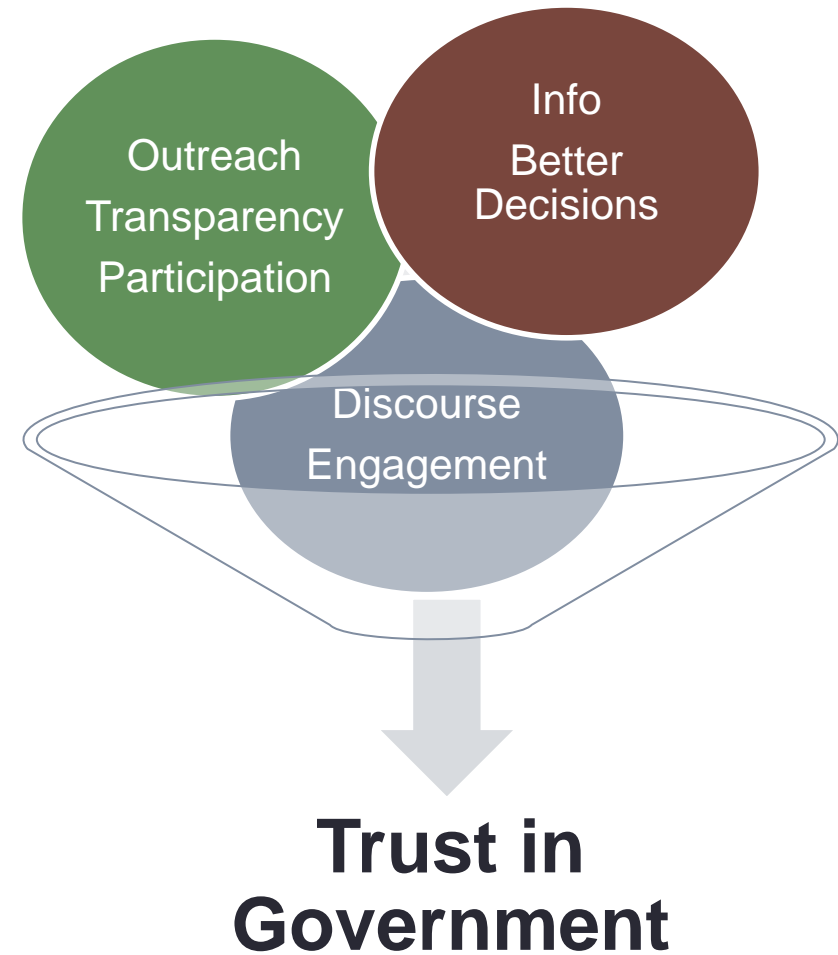 Outreach
Transparency
Participation
Info
Better
Decisions
Discourse
Engagement
Trust in
Government